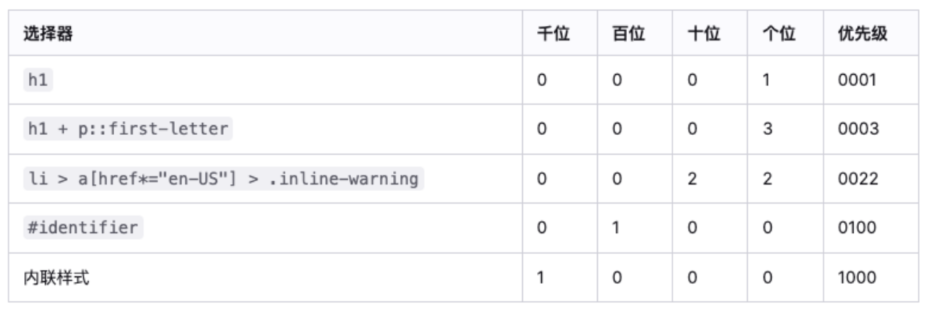 选择器 千位 百位 十位 个位 优先级
h1 0 0 0 1 0001
h1 + p::first-letter 0 0 0 3 0003
li > a[href*="en-US"] > .inline-warning 0 0 2 2 0022
#identifier 0 1 0 0 0100
内联样式 1 0 0 0 1000